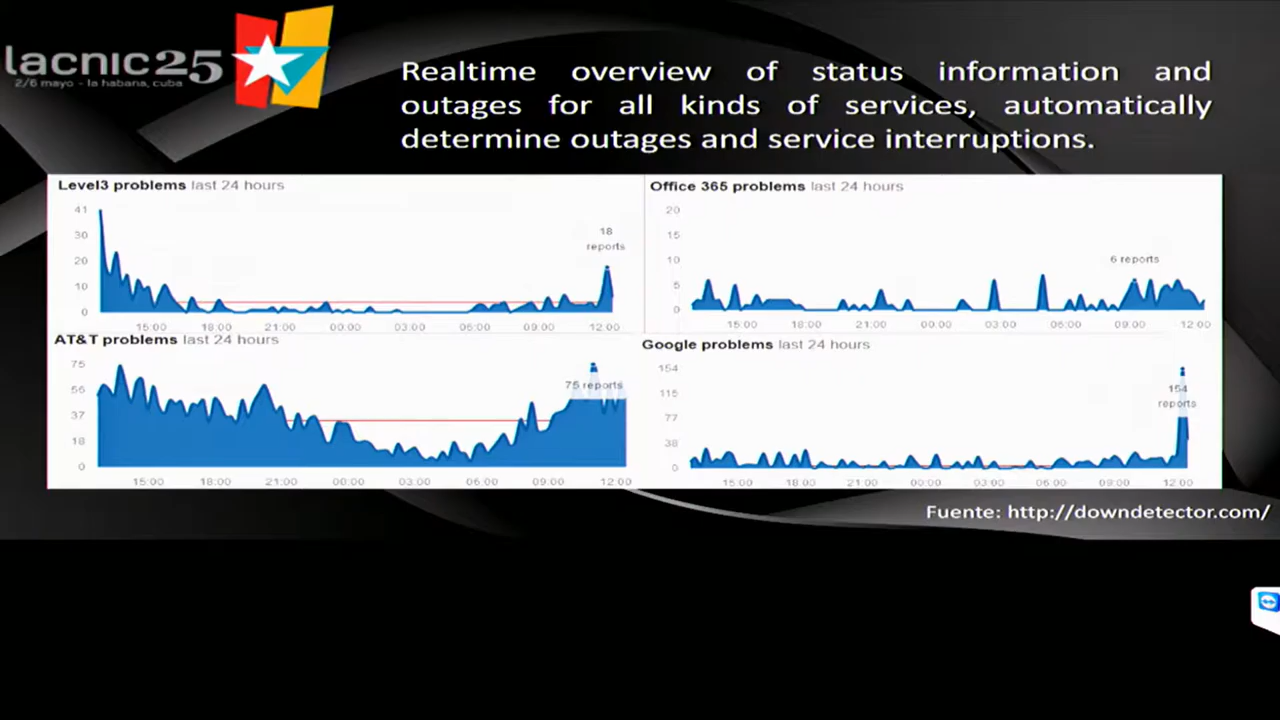 lacnic25
2/6 mayo - la habana, cuba
Realtime overview of status information and
outages for all kinds of services, automatically
determine outages and service interruptions.
Level3 problems last 24 hours
41
30
20
10
0
18
reports
15:00 18:00 21:00 00:00 03:00 06:00 09:00 12:00
Office 365 problems last 24 hours
20
15
10
5
0
6 reports
15:00 18:00 21:00 00:00 03:00 06:00 09:00 12:00
AT&T problems last 24 hours
75
56
37
18
0
75 reports
15:00 18:00 21:00 00:00 03:00 06:00 09:00 12:00
Google problems last 24 hours
154
115
77
38
0
154
reports
15:00 18:00 21:00 00:00 03:00 06:00 09:00 12:00
Fuente: http://downdetector.com/